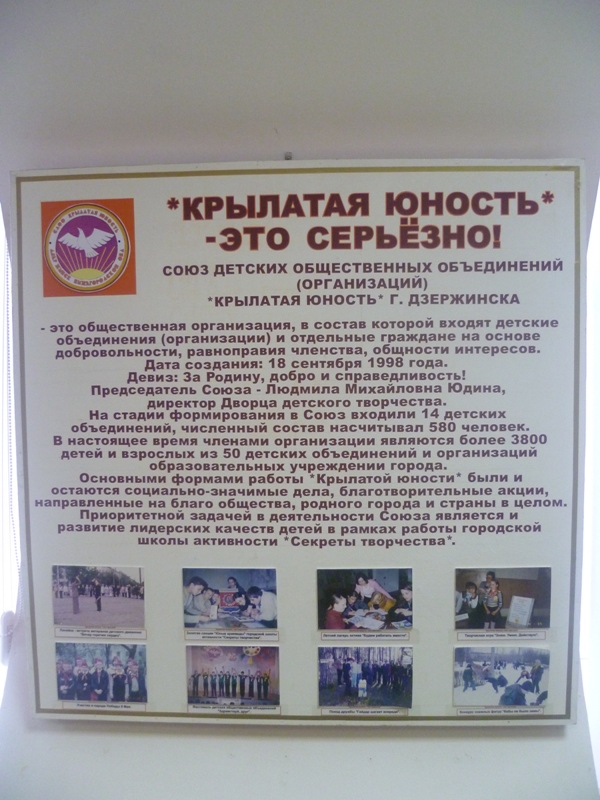 *КРЫЛАТАЯ ЮНОСТЬ*
-ЭТО СЕРЬЁЗНО!
СОЮЗ ДЕТСКИХ ОБЩЕСТВЕННЫХ ОБЪЕДИНЕНИЙ
(ОРГАНИЗАЦИЙ)
*КРЫЛАТАЯ ЮНОСТЬ* Г. ДЗЕРЖИНСКА
- это общественная организация, в состав которой входят детские
объединения (организации) и отдельные граждане на основе
добровольности, равноправия членства, общности интересов.
Дата создания: 18 сентября 1998 года.
Девиз: За Родину, добро и справедливость!
Председатель Союза - Людмила Михайловна Юдина,
директор Дворца детского творчества.
На стадии формирования в Союз входили 14 детских
объединений, численный состав насчитывал 580 человек.
В настоящее время членами организации являются более 3800
детей и взрослых из 50 детских объединений и организаций
образовательных учреждении города.
Основными формами работы *Крылатой юности* были и
остаются социально-значимые дела, благотворительные акции,
направленные на благо общества, родного города и страны в целом.
Приоритетной задачей в деятельности Союза является и
развитие лидерских качеств детей в рамках работы городской
школы активности *Секреты творчества*.